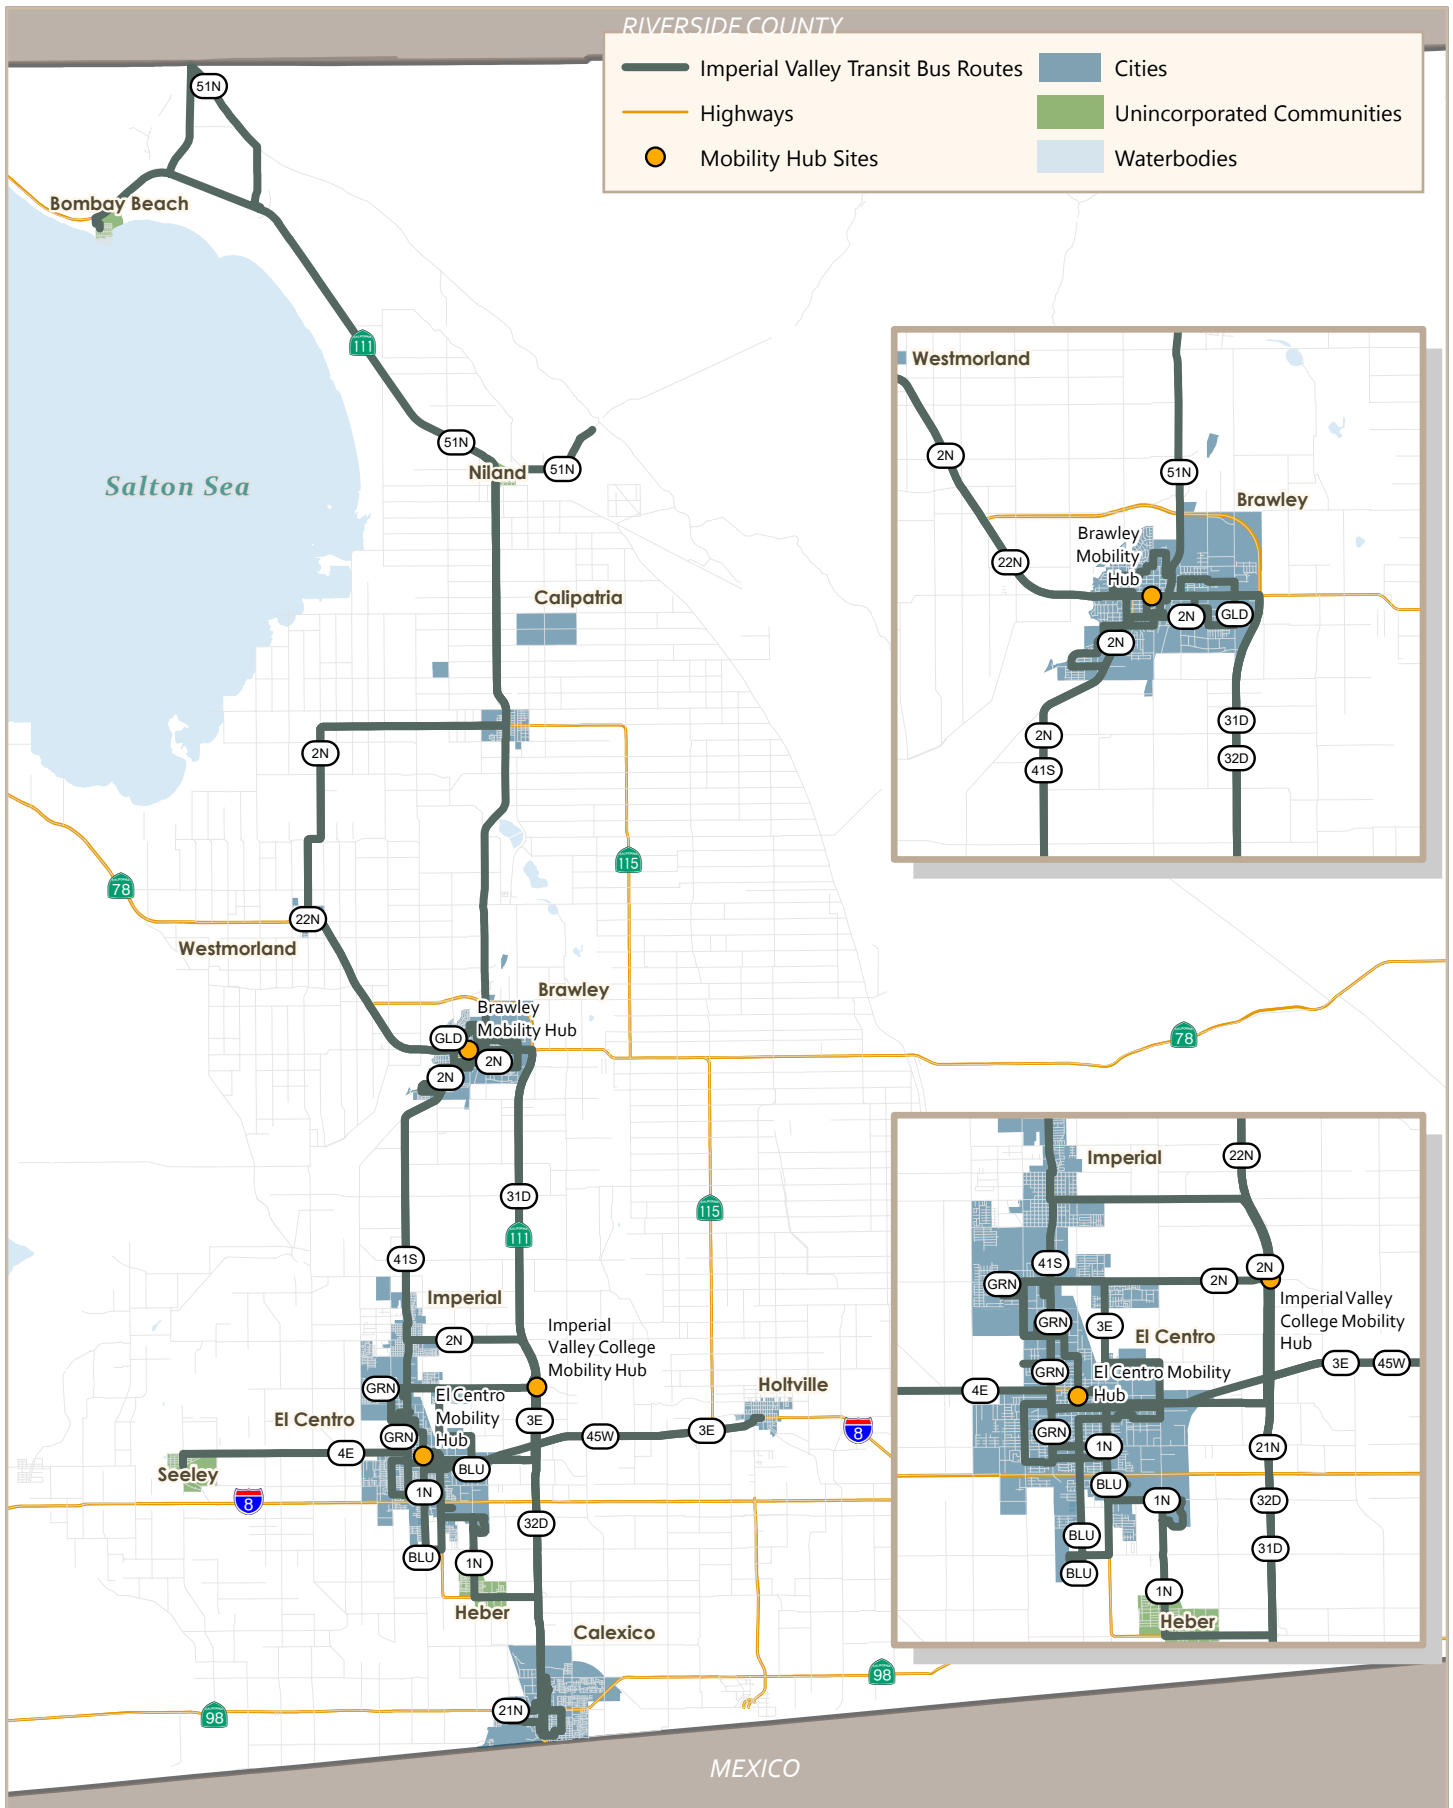 RIVERSIDE COUNTY
Imperial Valley Transit Bus Routes
Highways
Mobility Hub Sites
Cities
Unincorporated Communities
Waterbodies
51N
Bombay Beach
111
51N
Niland
51N
Salton Sea
Calipatria
2N
115
78
22N
Westmorland
Brawley
Brawley
Mobility Hub
GLD
2N
2N
78
31D
115
111
41S
Imperial
2N
Imperial
Valley College
Mobility Hub
GRN
El Centro
Mobility
Hub
Holtville
El Centro
3E
GRN
45W
3E
8
4E
BLU
Seeley
1N
8
32D
BLU
1N
Heber
Calexico
98
21N
98
MEXICO
Westmorland
2N
51N
Brawley
Brawley
Mobility
Hub
22N
2N
GLD
2N
31D
2N
32D
41S
Imperial
22N
41S
2N
GRN
2N
Imperial Valley
College Mobility
Hub
GRN
3E
El Centro
3E
45W
GRN
El Centro Mobility
Hub
4E
GRN
1N
21N
BLU
1N
32D
BLU
31D
BLU
1N
Heber